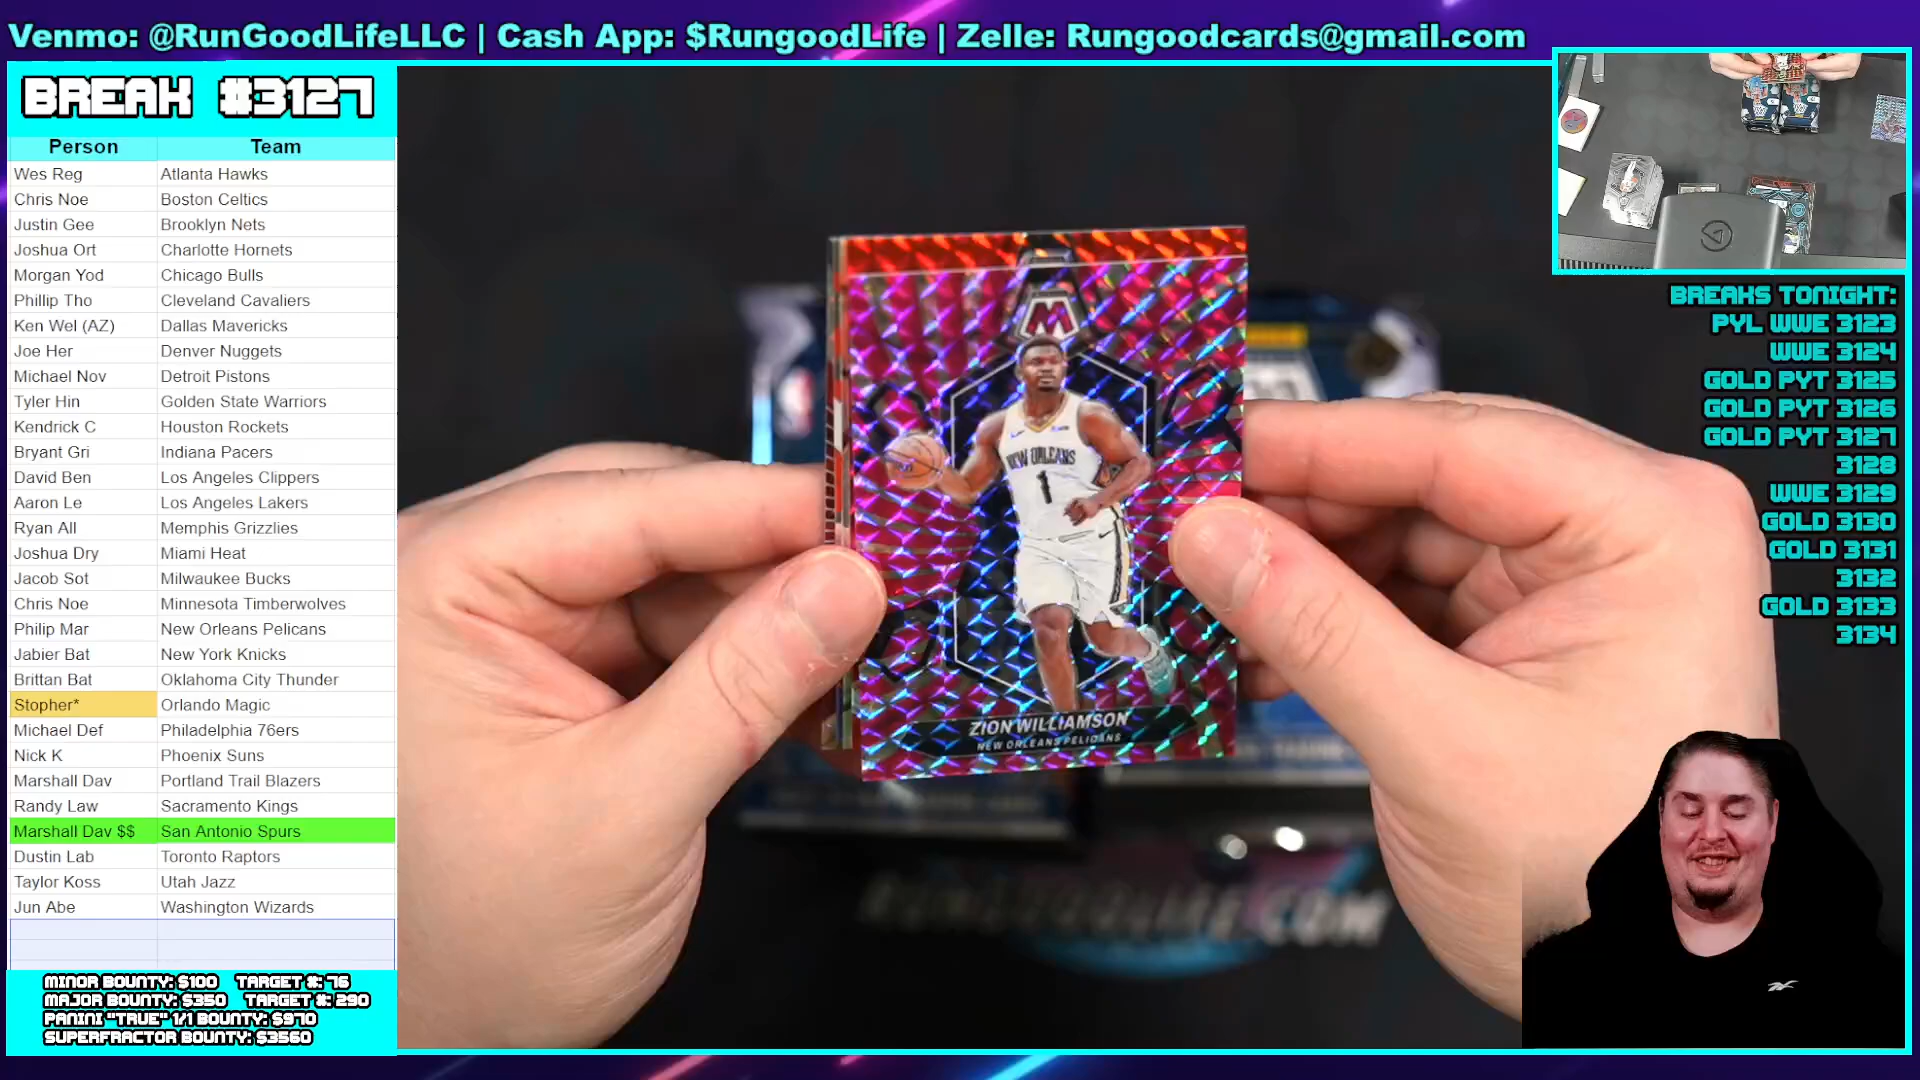 Venmo: @RunGoodLifeLLC | Cash App: $RungoodLife | Zelle: Rungoodcards@gmail.com
BREAK #3127
Person Team
Wes Reg Atlanta Hawks
Chris Noe Boston Celtics
Justin Gee Brooklyn Nets
Joshua Ort Charlotte Hornets
Morgan Yod Chicago Bulls
Phillip Tho Cleveland Cavaliers
Ken Wel (AZ) Dallas Mavericks
Joe Her Denver Nuggets
Michael Nov Detroit Pistons
Tyler Hin Golden State Warriors
Kendrick C Houston Rockets
Bryant Gri Indiana Pacers
David Ben Los Angeles Clippers
Aaron Le Los Angeles Lakers
Ryan All Memphis Grizzlies
Joshua Dry Miami Heat
Jacob Sot Milwaukee Bucks
Chris Noe Minnesota Timberwolves
Philip Mar New Orleans Pelicans
Jabier Bat New York Knicks
Brittan Bat Oklahoma City Thunder
Stopher* Orlando Magic
Michael Def Philadelphia 76ers
Nick K Phoenix Suns
Marshall Dav Portland Trail Blazers
Randy Law Sacramento Kings
Marshall Dav $$ San Antonio Spurs
Dustin Lab Toronto Raptors
Taylor Koss Utah Jazz
Jun Abe Washington Wizards
MINOR BOUNTY: $100 TARGET #: 76
MAJOR BOUNTY: $350 TARGET #: 290
PANINI "TRUE" 1/1 BOUNTY: $970
SUPERFRACTOR BOUNTY: $3560
M
NEW ORLEANS
1
ZION WILLIAMSON
NEW ORLEANS PELICANS
RUNGOODLIFE.COM
BREAKS TONIGHT:
PYL WWE 3123
WWE 3124
GOLD PYT 3125
GOLD PYT 3126
GOLD PYT 3127
3128
WWE 3129
GOLD 3130
GOLD 3131
3132
GOLD 3133
3134